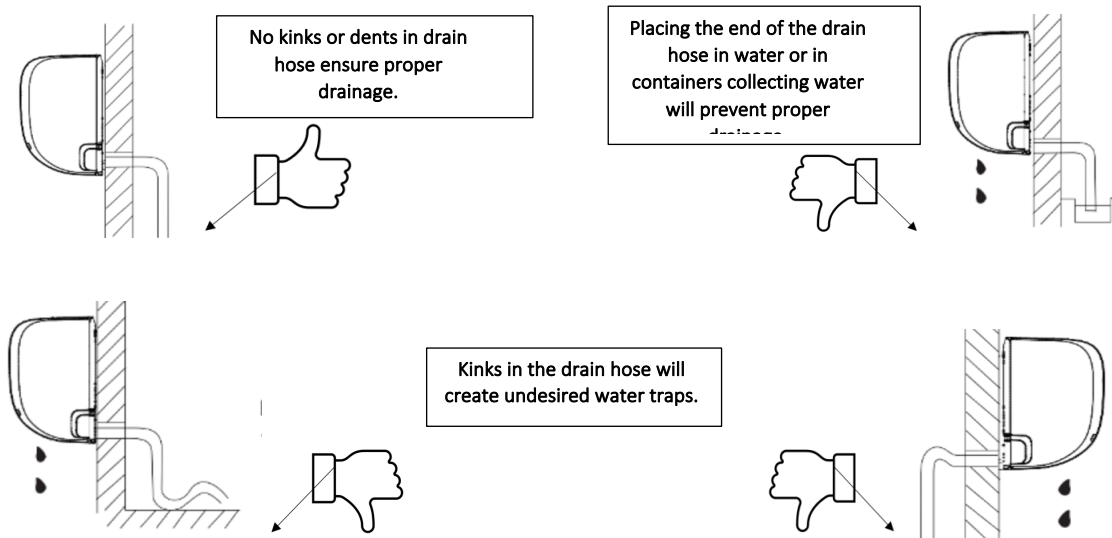 No kinks or dents in drain
hose ensure proper
drainage.
Placing the end of the drain
hose in water or in
containers collecting water
will prevent proper
Kinks in the drain hose will
create undesired water traps.